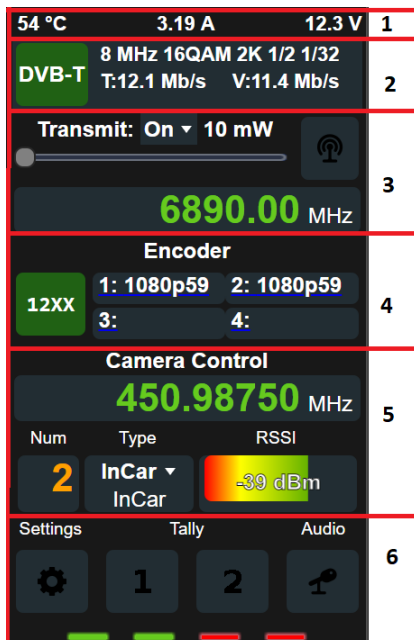 54 °C 3.19 A 12.3 V 1
8 MHz 16QAM 2K 1/2 1/32
DVB-T T:12.1 Mb/s V:11.4 Mb/s 2
Transmit: On 10 mW
3
6890.00 MHz
Encoder
12XX 1: 1080p59 2: 1080p59 4
3: 4:
Camera Control
450.98750 MHz 5
Num Type RSSI
2 InCar -39 dBm
InCar
Settings Tally Audio
6
1 2